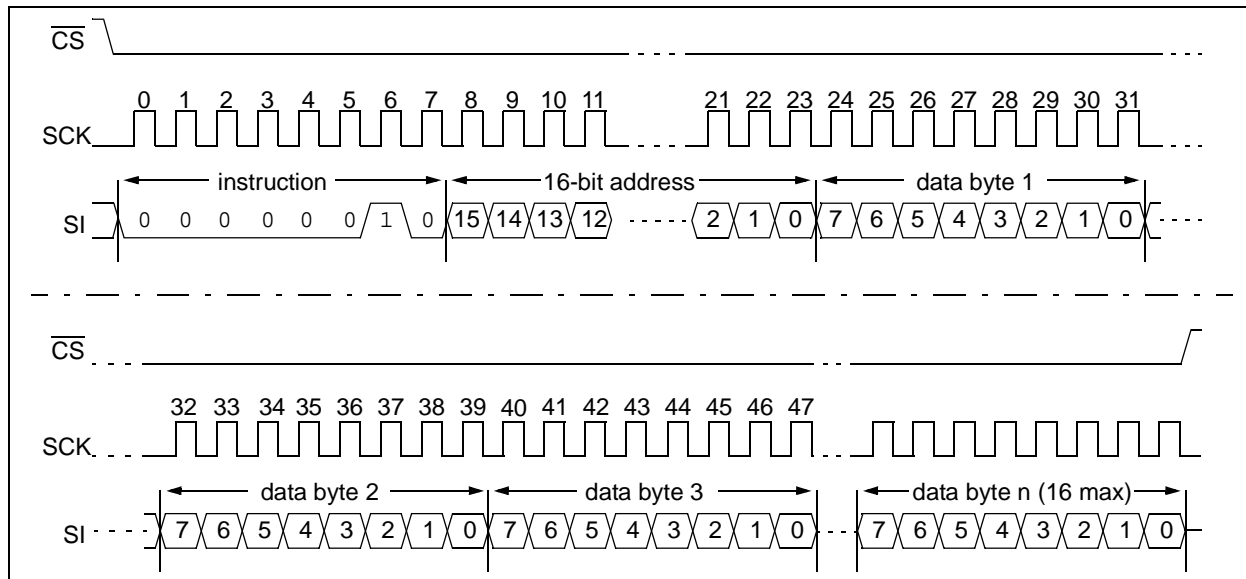 CS
0 1 2 3 4 5 6 7 8 9 10 11 21 22 23 24 25 26 27 28 29 30 31
SCK
instruction 16-bit address data byte 1
SI 0 0 0 0 0 0 1 0 15 14 13 12 2 1 0 7 6 5 4 3 2 1 0
CS
32 33 34 35 36 37 38 39 40 41 42 43 44 45 46 47
SCK
data byte 2 data byte 3 data byte n (16 max)
SI 7 6 5 4 3 2 1 0 7 6 5 4 3 2 1 0 7 6 5 4 3 2 1 0